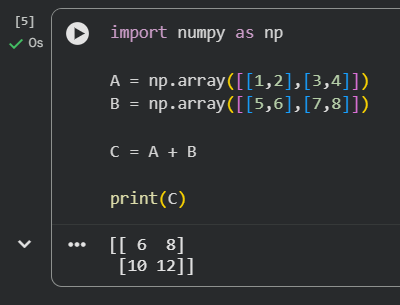 [5]
0s
import numpy as np
A = np.array([[1,2],[3,4]])
B = np.array([[5,6],[7,8]])
C = A + B
print(C)
[[ 6  8]
 [10 12]]